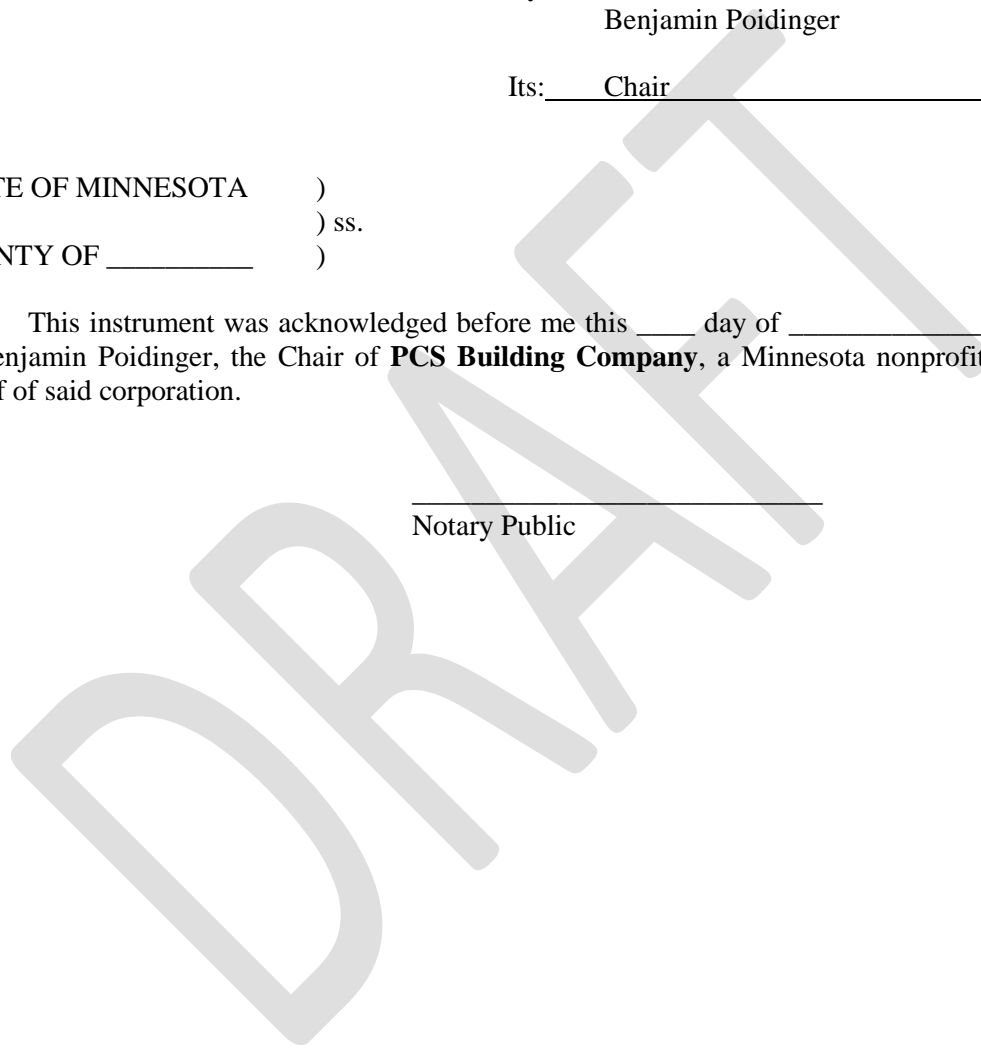 Benjamin Poidinger
Its: Chair
TE OF MINNESOTA )
) ss.
NTY OF __________ )
This instrument was acknowledged before me this ____ day of _____________
enjamin Poidinger, the Chair of PCS Building Company, a Minnesota nonprofit
f of said corporation.
____________________________
Notary Public
DRAFT